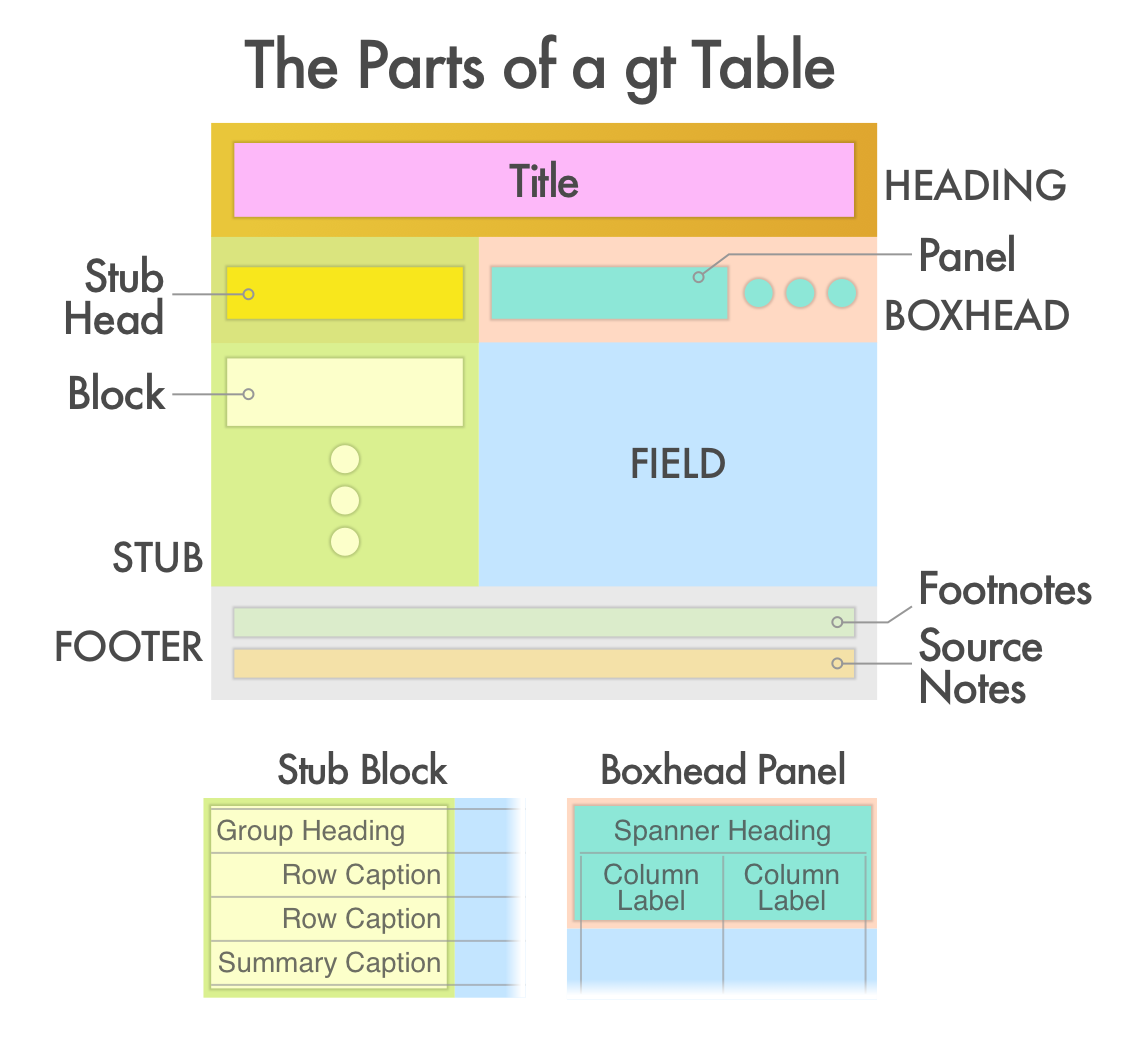 The Parts of a gt Table
Title
HEADING
Stub
Head
Panel
BOXHEAD
Block
FIELD
STUB
FOOTER
Footnotes
Source
Notes
Stub Block
Group Heading
Row Caption
Row Caption
Summary Caption
Boxhead Panel
Spanner Heading
Column
Label
Column
Label